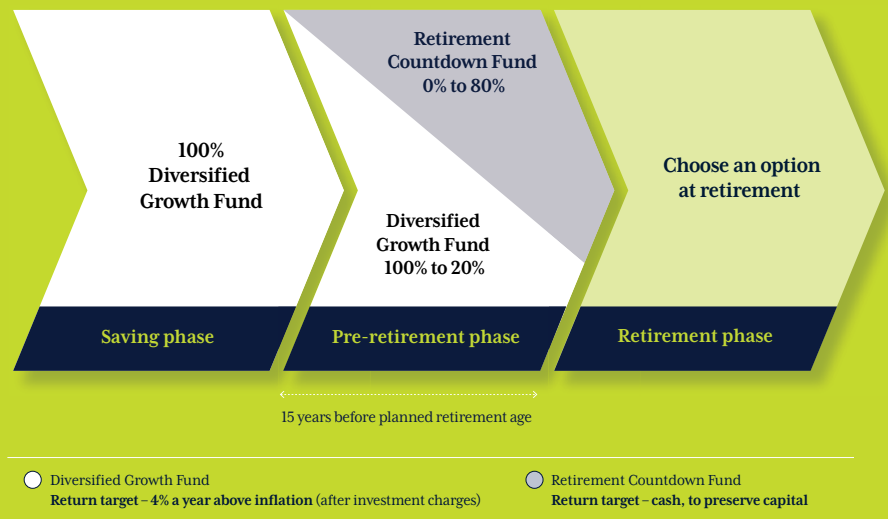 100%
Diversified
Growth Fund
Retirement
Countdown Fund
0% to 80%
Diversified
Growth Fund
100% to 20%
Choose an option
at retirement
Saving phase
Pre-retirement phase
Retirement phase
15 years before planned retirement age
Diversified Growth Fund
Return target – 4% a year above inflation (after investment charges)
Retirement Countdown Fund
Return target – cash, to preserve capital